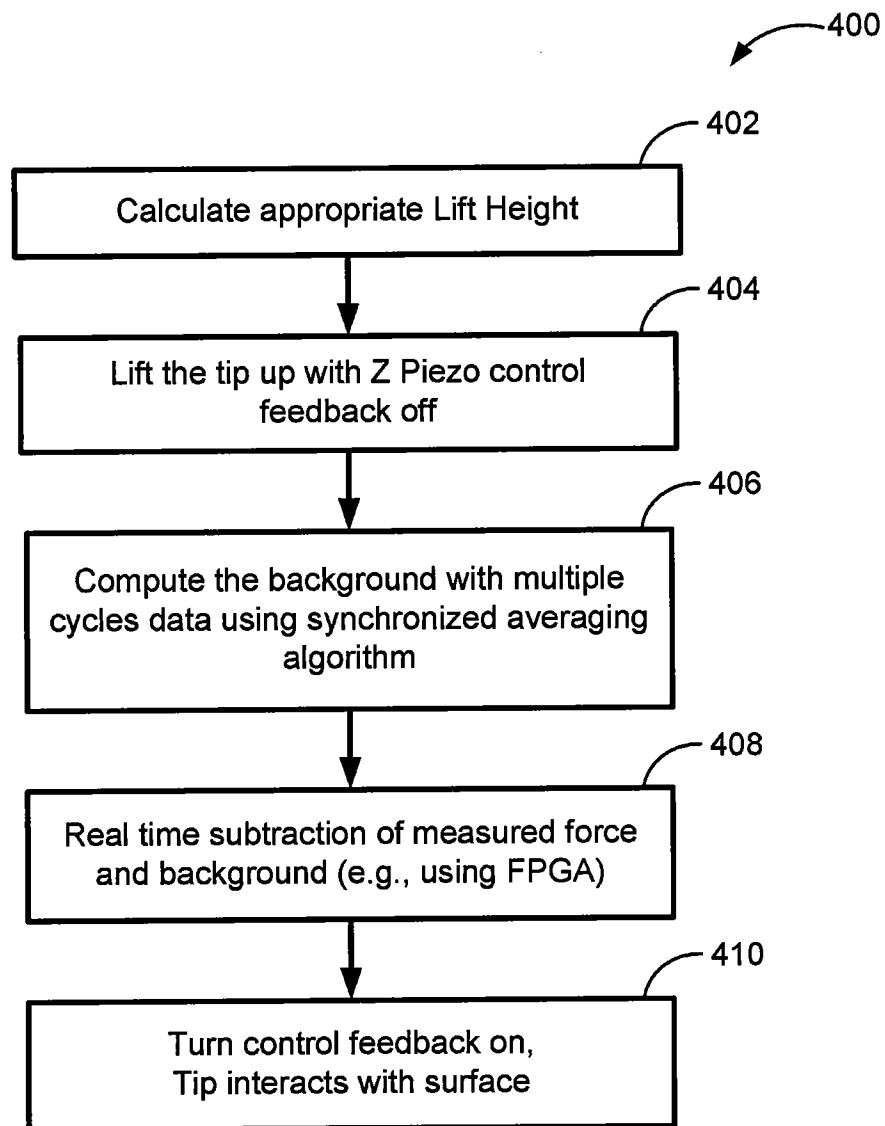 400
402
Calculate appropriate Lift Height
404
Lift the tip up with Z Piezo control
feedback off
406
Compute the background with multiple
cycles data using synchronized averaging
algorithm
408
Real time subtraction of measured force
and background (e.g., using FPGA)
410
Turn control feedback on,
Tip interacts with surface